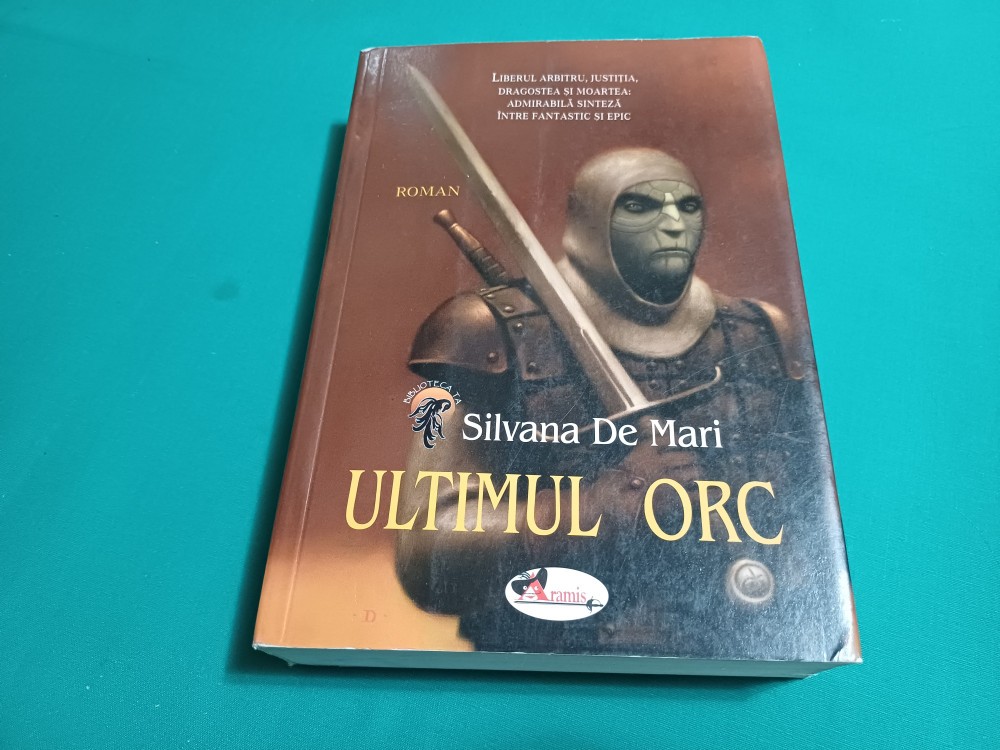 LIBERUL ARBITRU, JUSTIȚIA,
DRAGOSTEA ȘI MOARTEA:
ADMIRABILĂ SINTEZĂ
ÎNTRE FANTASTIC ȘI EPIC
ROMAN
BIBLIOTECA TA
Silvana De Mari
ULTIMUL ORC
Aramis
· D ·